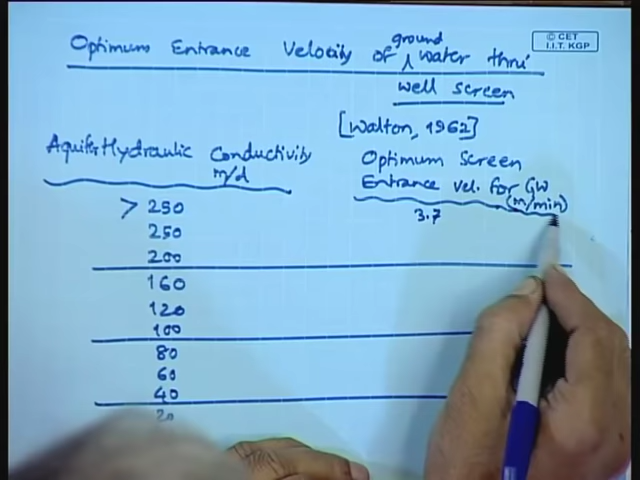 © CET
I.I.T. KGP
Optimum Entrance Velocity of ground water thru'
well screen
[Walton, 1962]
Aquifer Hydraulic Conductivity
m/d
Optimum Screen
Entrance vel. for GW
(m/min)
> 250
3.7
250
200
160
120
100
80
60
40
20